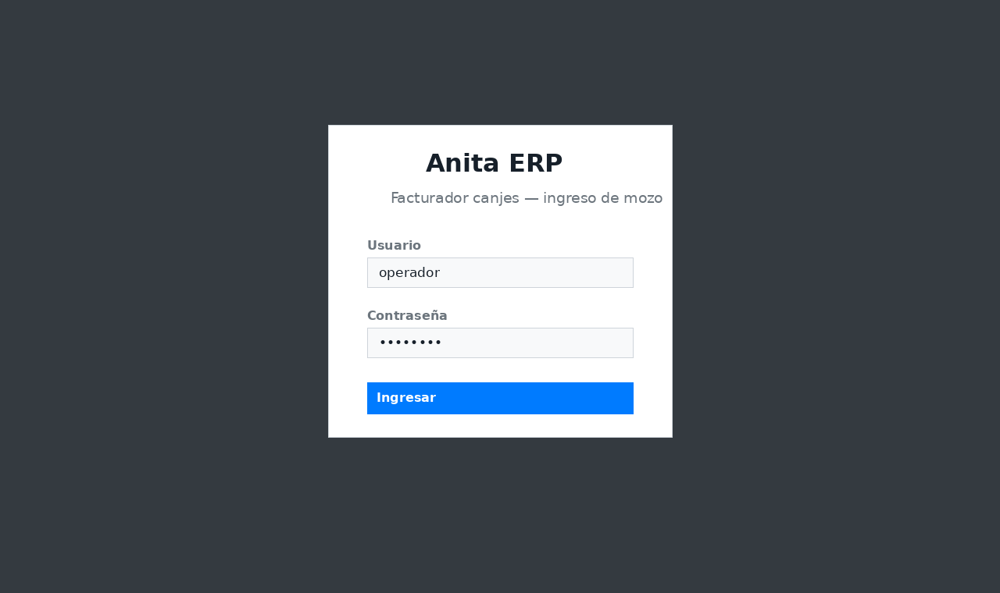 Anita ERP
Facturador canjes — ingreso de mozo
Usuario
operador
Contraseña
••••••••
Ingresar